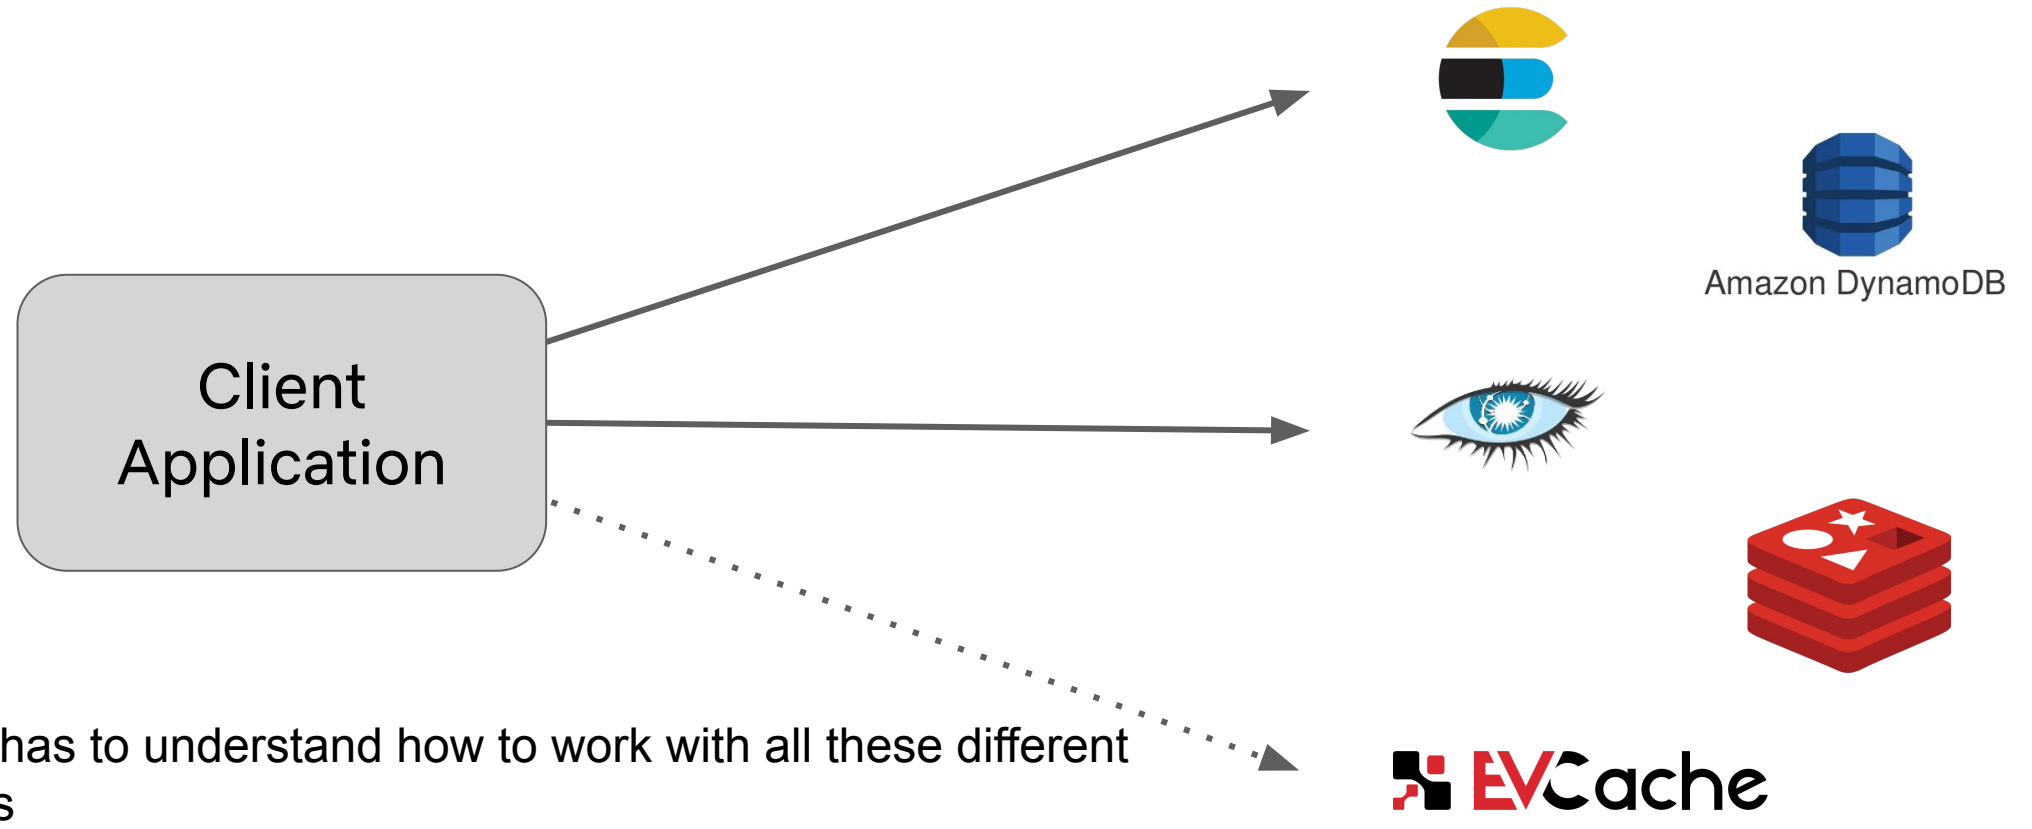 Amazon DynamoDB
Client
Application
has to understand how to work with all these different
s
EVCache